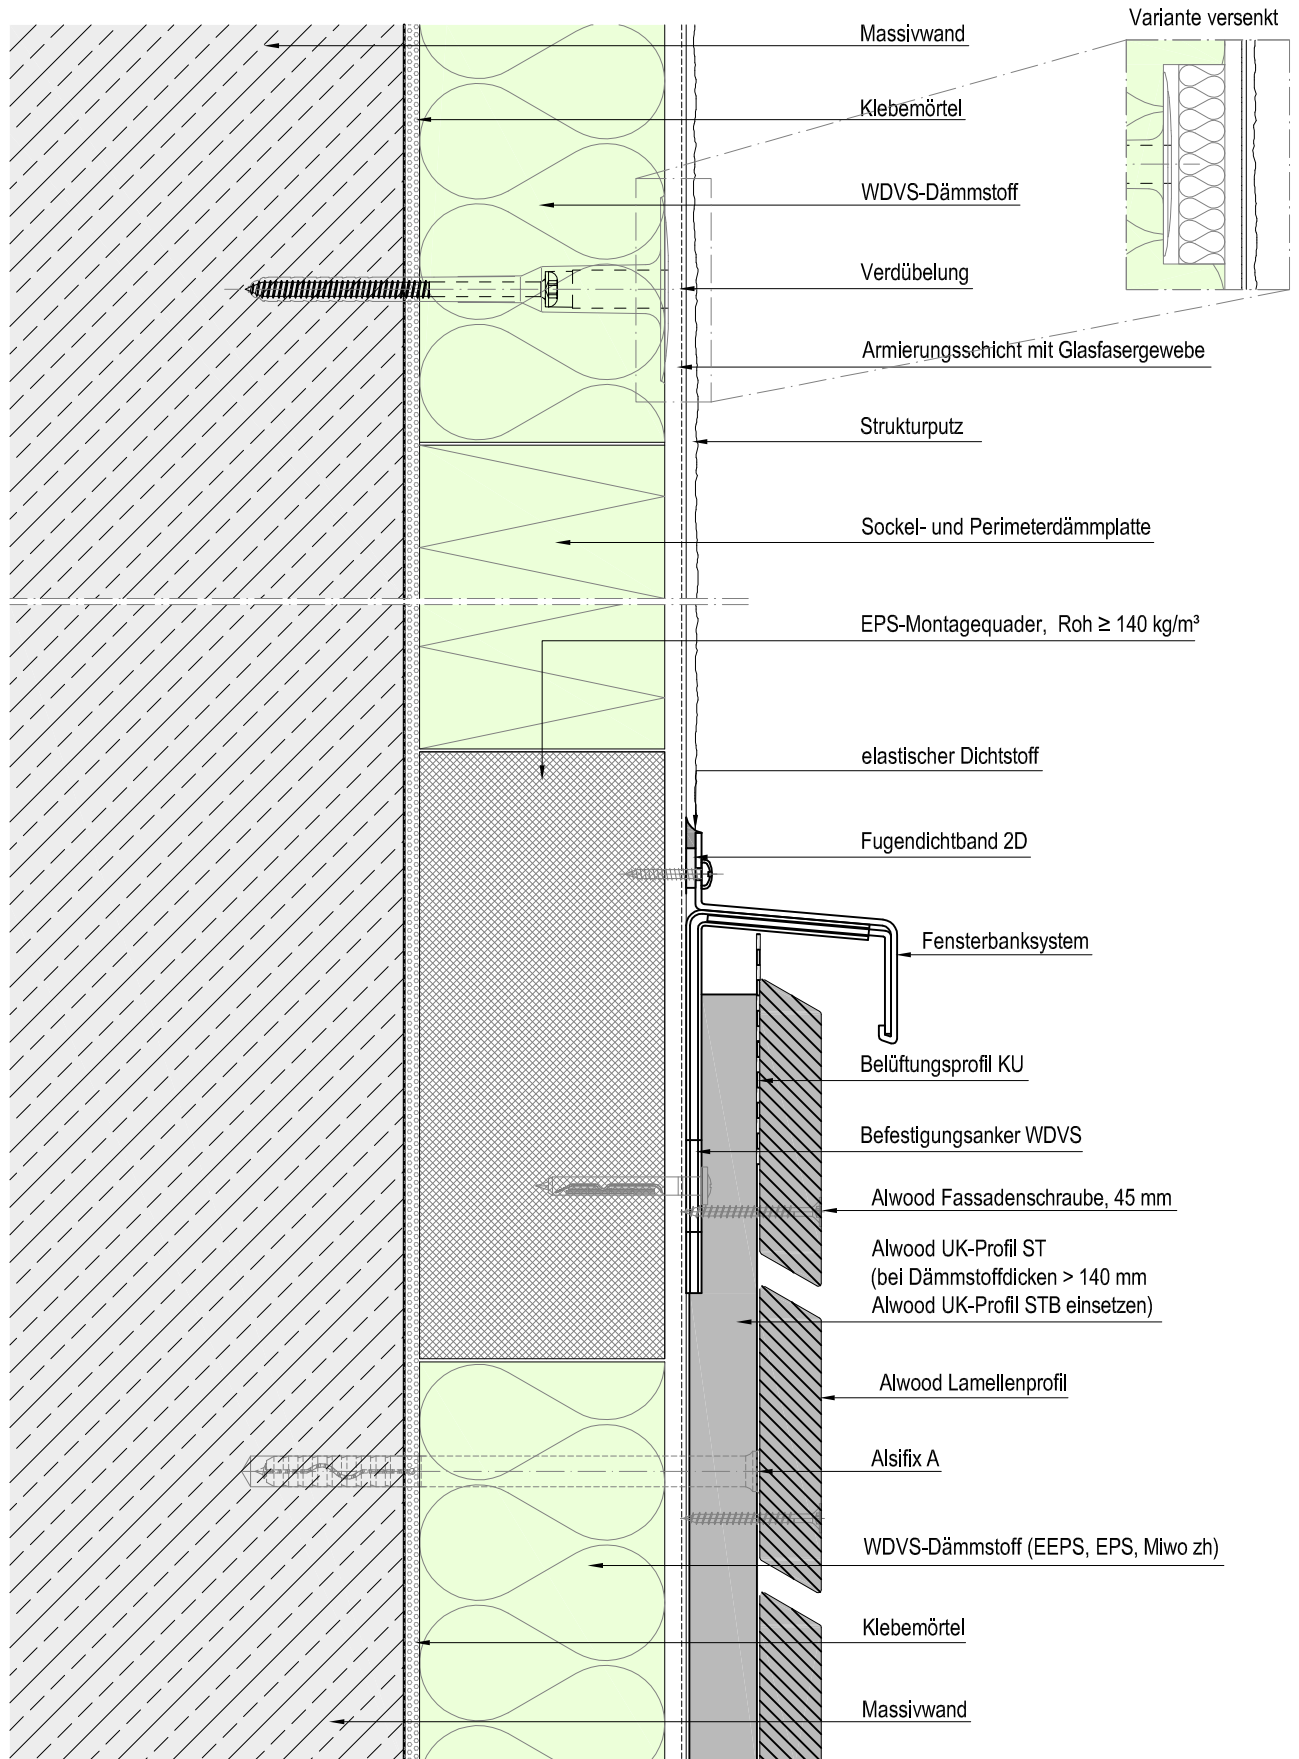 Variante versenkt
Massivwand
Klebemörtel
WDVS-Dämmstoff
Verdübelung
Armierungsschicht mit Glasfasergewebe
Strukturputz
Sockel- und Perimeterdämmplatte
EPS-Montagequader, Roh ≥ 140 kg/m³
elastischer Dichtstoff
Fugendichtband 2D
Fensterbanksystem
Belüftungsprofil KU
Befestigungsanker WDVS
Alwood Fassadenschraube, 45 mm
Alwood UK-Profil ST
(bei Dämmstoffdicken > 140 mm
Alwood UK-Profil STB einsetzen)
Alwood Lamellenprofil
Alsifix A
WDVS-Dämmstoff (EEPS, EPS, Miwo zh)
Klebemörtel
Massivwand